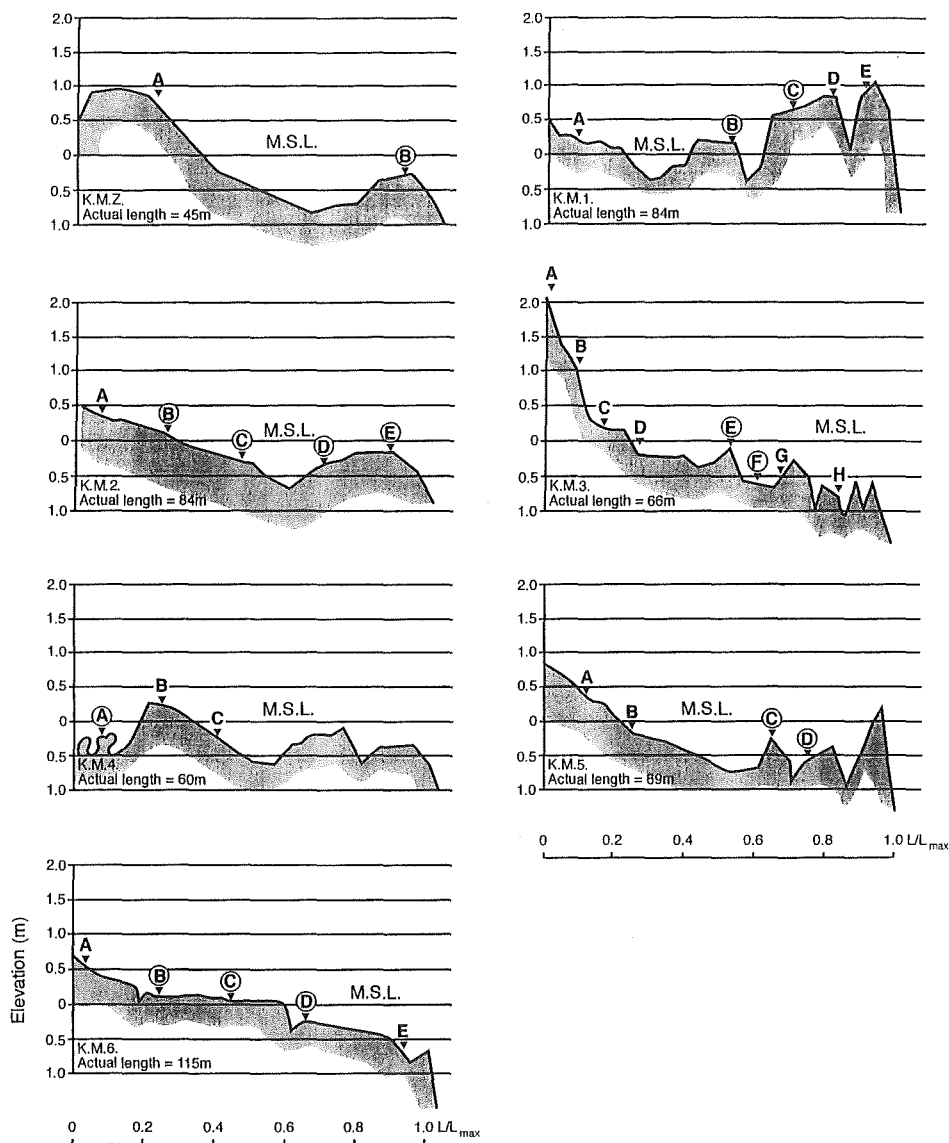 2.0
1.5
1.0
0.5
0
0.5
1.0
A
B
M.S.L.
K.M.Z.
Actual length = 45m
2.0
1.5
1.0
0.5
0
0.5
1.0
A
B
C
D
E
M.S.L.
K.M.1.
Actual length = 84m
2.0
1.5
1.0
0.5
0
0.5
1.0
A
B
C
D
E
M.S.L.
K.M.2.
Actual length = 84m
2.0
1.5
1.0
0.5
0
0.5
1.0
A
B
C
D
E
F
G
H
M.S.L.
K.M.3.
Actual length = 66m
2.0
1.5
1.0
0.5
0
0.5
1.0
A
B
C
M.S.L.
K.M.4.
Actual length = 60m
2.0
1.5
1.0
0.5
0
0.5
1.0
A
B
C
D
M.S.L.
K.M.5.
Actual length = 69m
0 0.2 0.4 0.6 0.8 1.0 L/Lmax
Elevation (m)
2.0
1.5
1.0
0.5
0
0.5
1.0
A
B
C
D
E
M.S.L.
K.M.6.
Actual length = 115m
0 0.2 0.4 0.6 0.8 1.0 L/Lmax